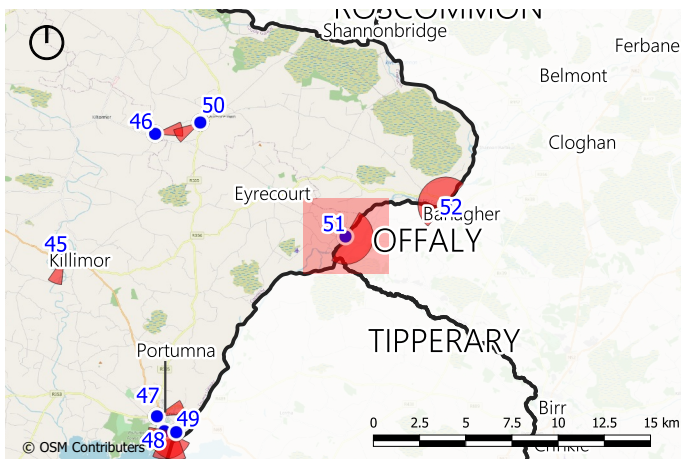 ROSCOMMON
Shannonbridge
Ferbane
Belmont
50
46
Cloghan
Eyrecourt
52
Banagher
51
OFFALY
45
Killimor
TIPPERARY
Portumna
47
49
48
Birr
Crinkle
0 2.5 5 7.5 10 12.5 15 km
© OSM Contributors